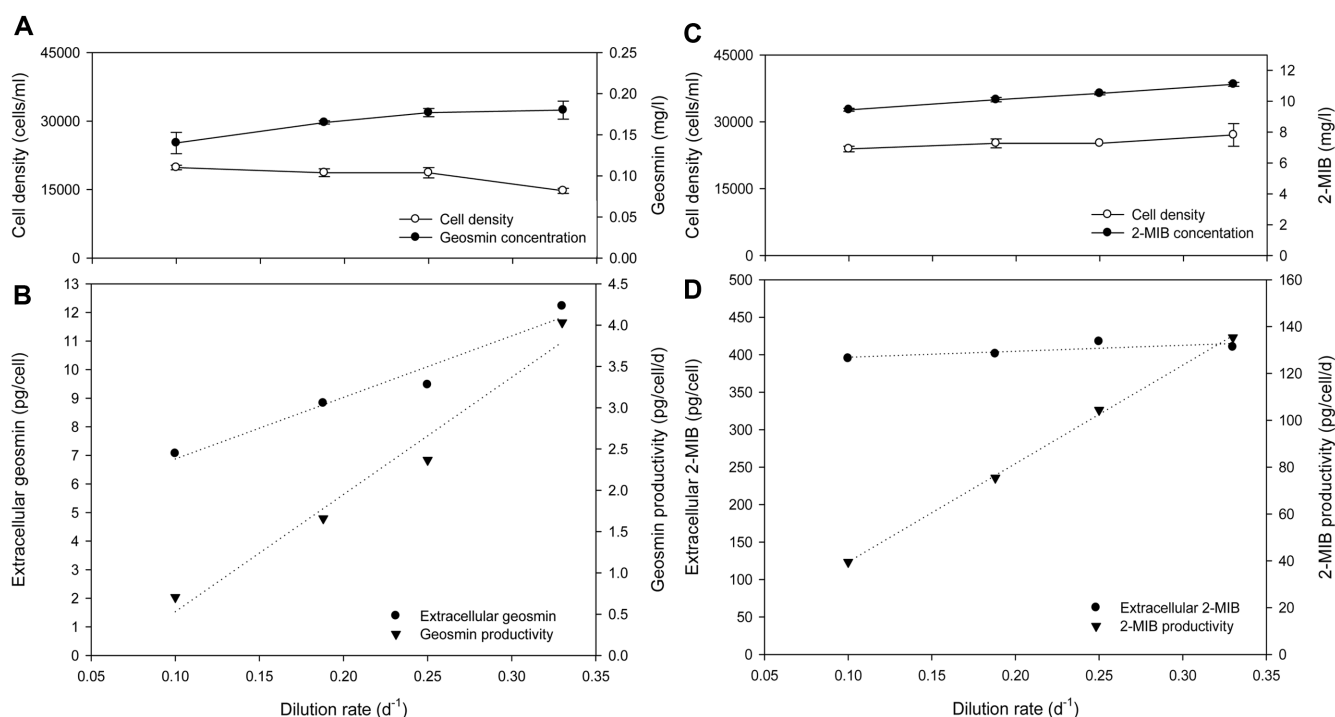 A
45000
30000
15000
0
Cell density (cells/ml)
0.25
0.20
0.15
0.10
0.05
0.00
Geosmin (mg/l)
Cell density
Geosmin concentration
B
13
12
11
10
9
8
7
6
5
4
3
2
1
0
Extracellular geosmin (pg/cell)
4.5
4.0
3.5
3.0
2.5
2.0
1.5
1.0
0.5
0.0
Geosmin productivity (pg/cell/d)
Extracellular geosmin
Geosmin productivity
0.05 0.10 0.15 0.20 0.25 0.30 0.35
Dilution rate (d⁻¹)
C
45000
30000
15000
0
Cell density (cells/ml)
12
10
8
6
4
2
0
2-MIB (mg/l)
Cell density
2-MIB concentation
D
500
450
400
350
300
250
200
150
100
50
0
Extracellular 2-MIB (pg/cell)
160
140
120
100
80
60
40
20
0
2-MIB productivity (pg/cell/d)
Extracellular 2-MIB
2-MIB productivity
0.05 0.10 0.15 0.20 0.25 0.30 0.35
Dilution rate (d⁻¹)